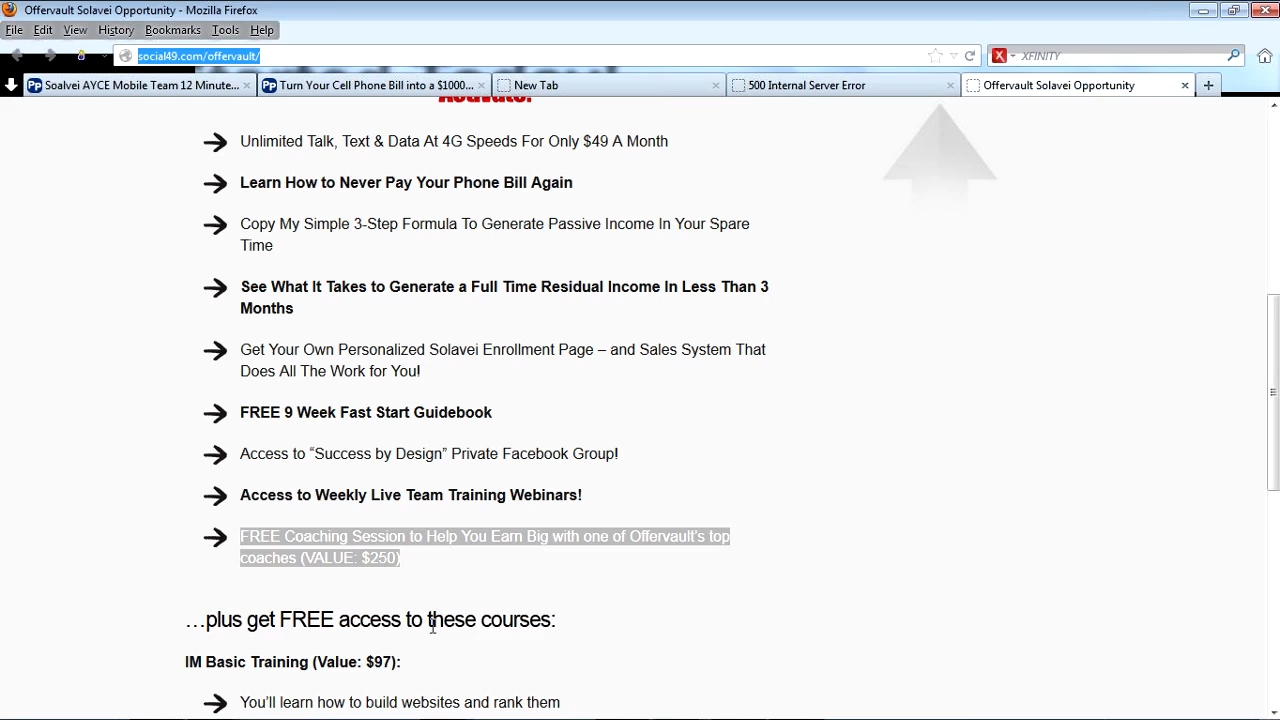 Offervault Solavei Opportunity - Mozilla Firefox
File Edit View History Bookmarks Tools Help
social49.com/offervault/
XFINITY
Soalvei AYCE Mobile Team 12 Minute...
Turn Your Cell Phone Bill into a $1000...
New Tab
500 Internal Server Error
Offervault Solavei Opportunity
Activate!
Unlimited Talk, Text & Data At 4G Speeds For Only $49 A Month
Learn How to Never Pay Your Phone Bill Again
Copy My Simple 3-Step Formula To Generate Passive Income In Your Spare
Time
See What It Takes to Generate a Full Time Residual Income In Less Than 3
Months
Get Your Own Personalized Solavei Enrollment Page – and Sales System That
Does All The Work for You!
FREE 9 Week Fast Start Guidebook
Access to “Success by Design” Private Facebook Group!
Access to Weekly Live Team Training Webinars!
FREE Coaching Session to Help You Earn Big with one of Offervault's top
coaches (VALUE: $250)
…plus get FREE access to these courses:
IM Basic Training (Value: $97):
You’ll learn how to build websites and rank them